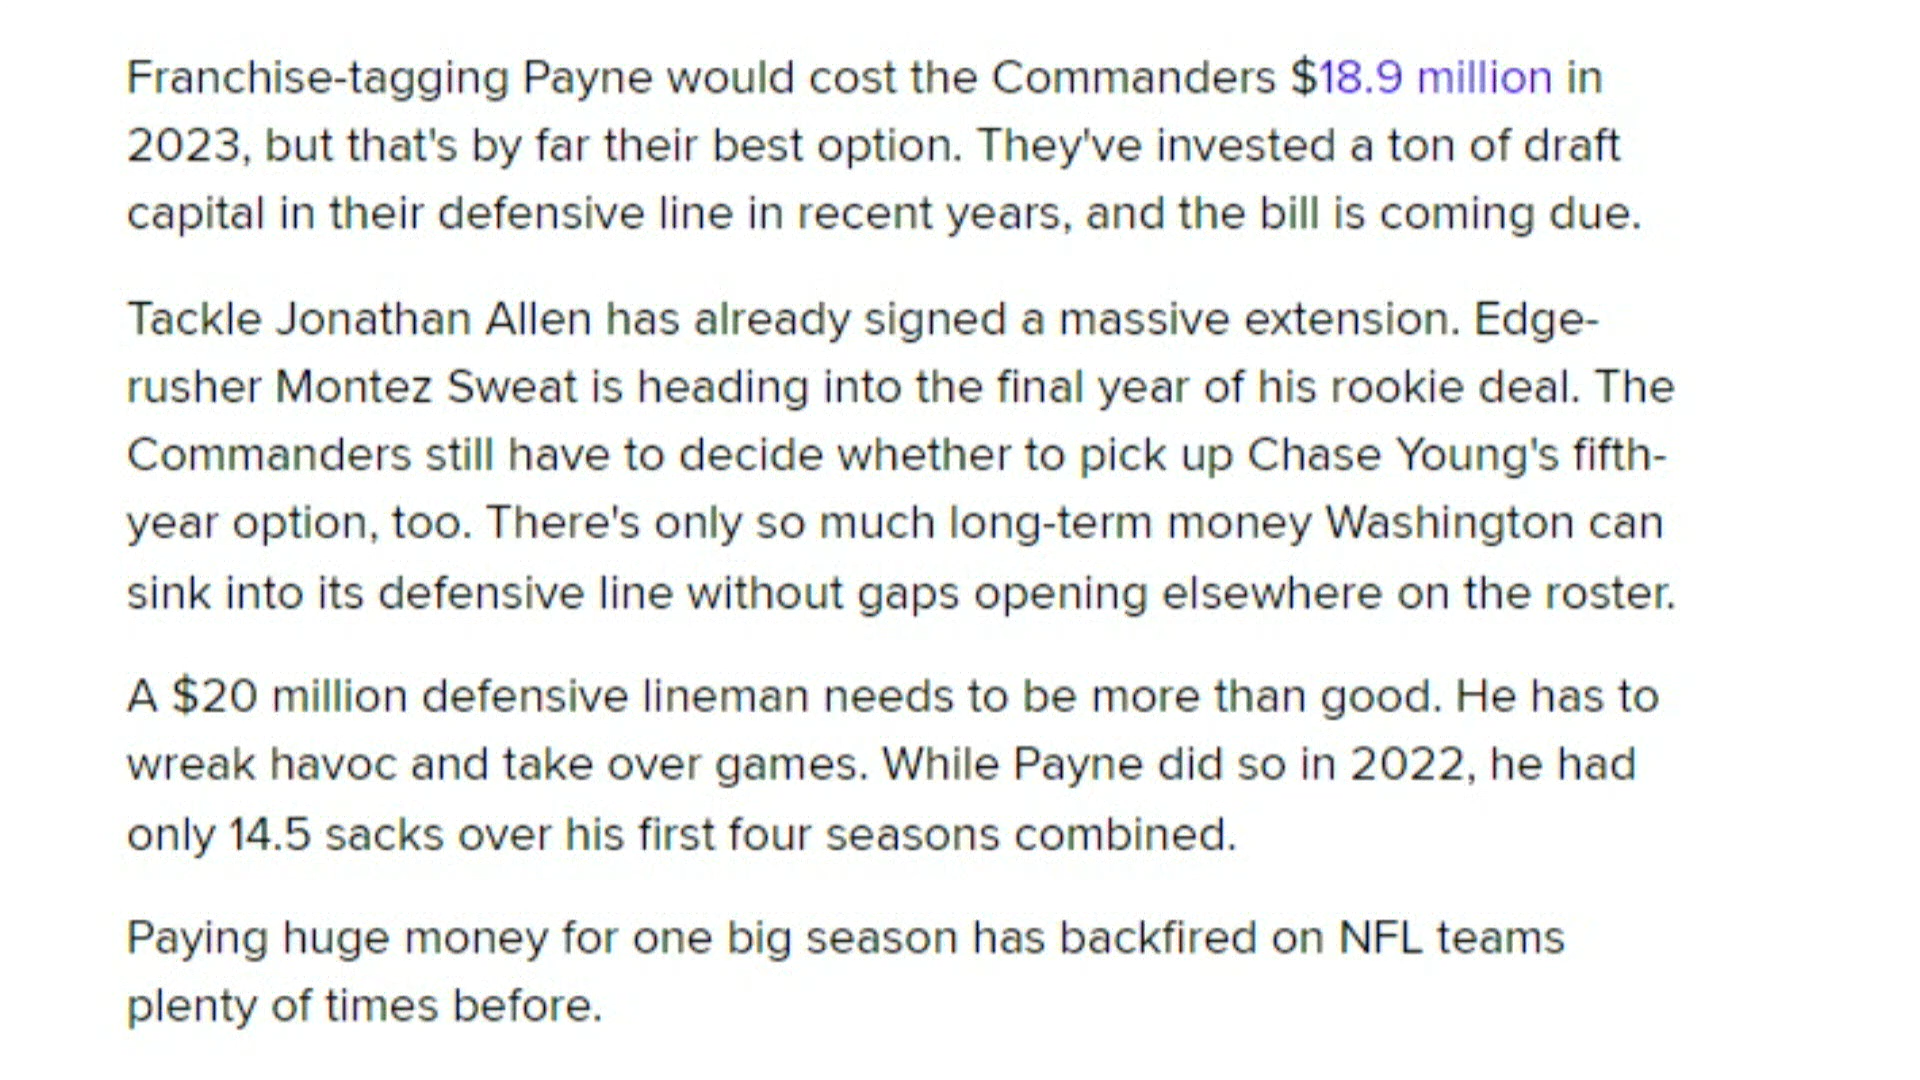 Franchise-tagging Payne would cost the Commanders $18.9 million in
2023, but that's by far their best option. They've invested a ton of draft
capital in their defensive line in recent years, and the bill is coming due.
Tackle Jonathan Allen has already signed a massive extension. Edge-
rusher Montez Sweat is heading into the final year of his rookie deal. The
Commanders still have to decide whether to pick up Chase Young's fifth-
year option, too. There's only so much long-term money Washington can
sink into its defensive line without gaps opening elsewhere on the roster.
A $20 million defensive lineman needs to be more than good. He has to
wreak havoc and take over games. While Payne did so in 2022, he had
only 14.5 sacks over his first four seasons combined.
Paying huge money for one big season has backfired on NFL teams
plenty of times before.